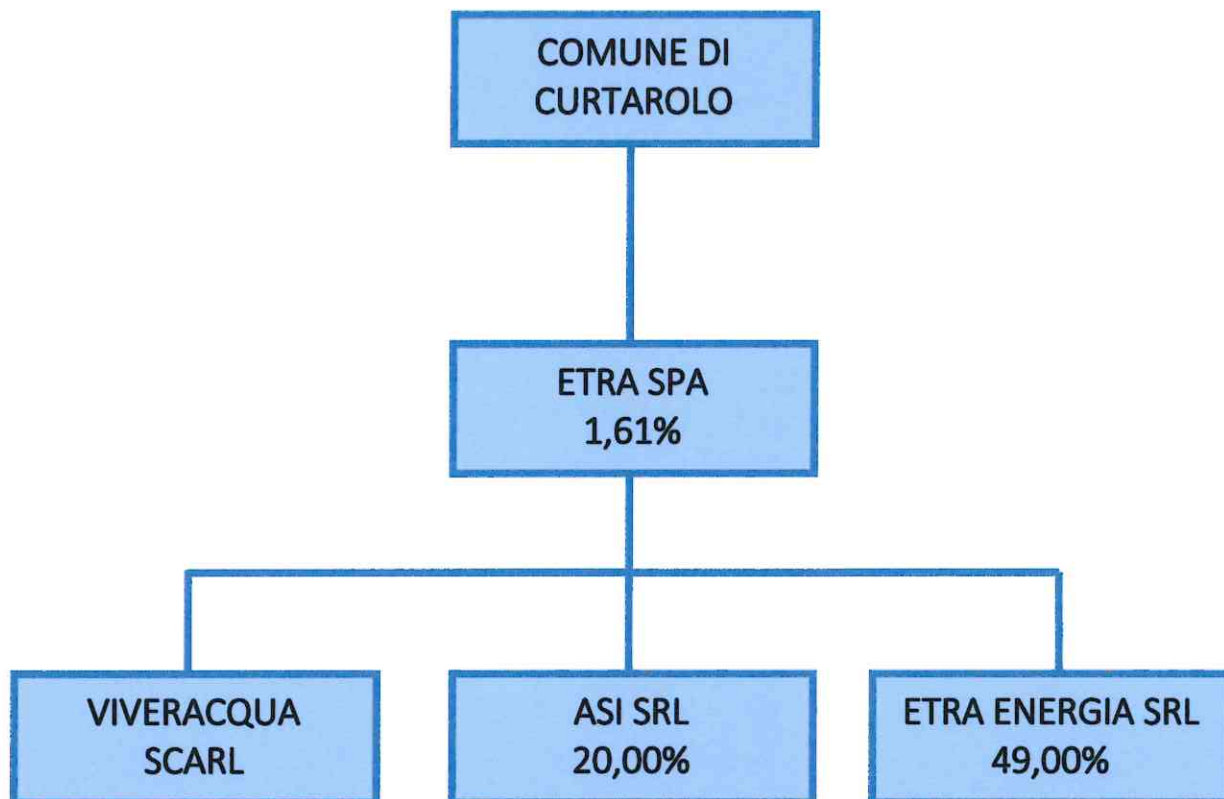 COMUNE DI
CURTAROLO
ETRA SPA
1,61%
VIVERACQUA
SCARL
ASI SRL
20,00%
ETRA ENERGIA SRL
49,00%